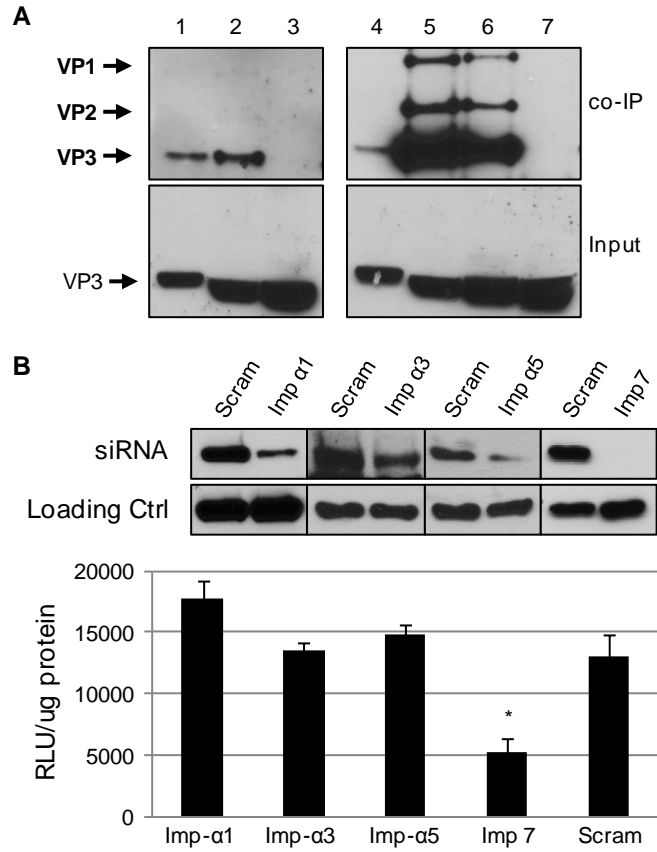 A
1 2 3 4 5 6 7
VP1
VP2
VP3
co-IP
VP3
Input
B
Scram Imp α1 Scram Imp α3 Scram Imp α5 Scram Imp7
siRNA
Loading Ctrl
RLU/ug protein
20000
15000
10000
5000
0
*
Imp-α1 Imp-α3 Imp-α5 Imp 7 Scram